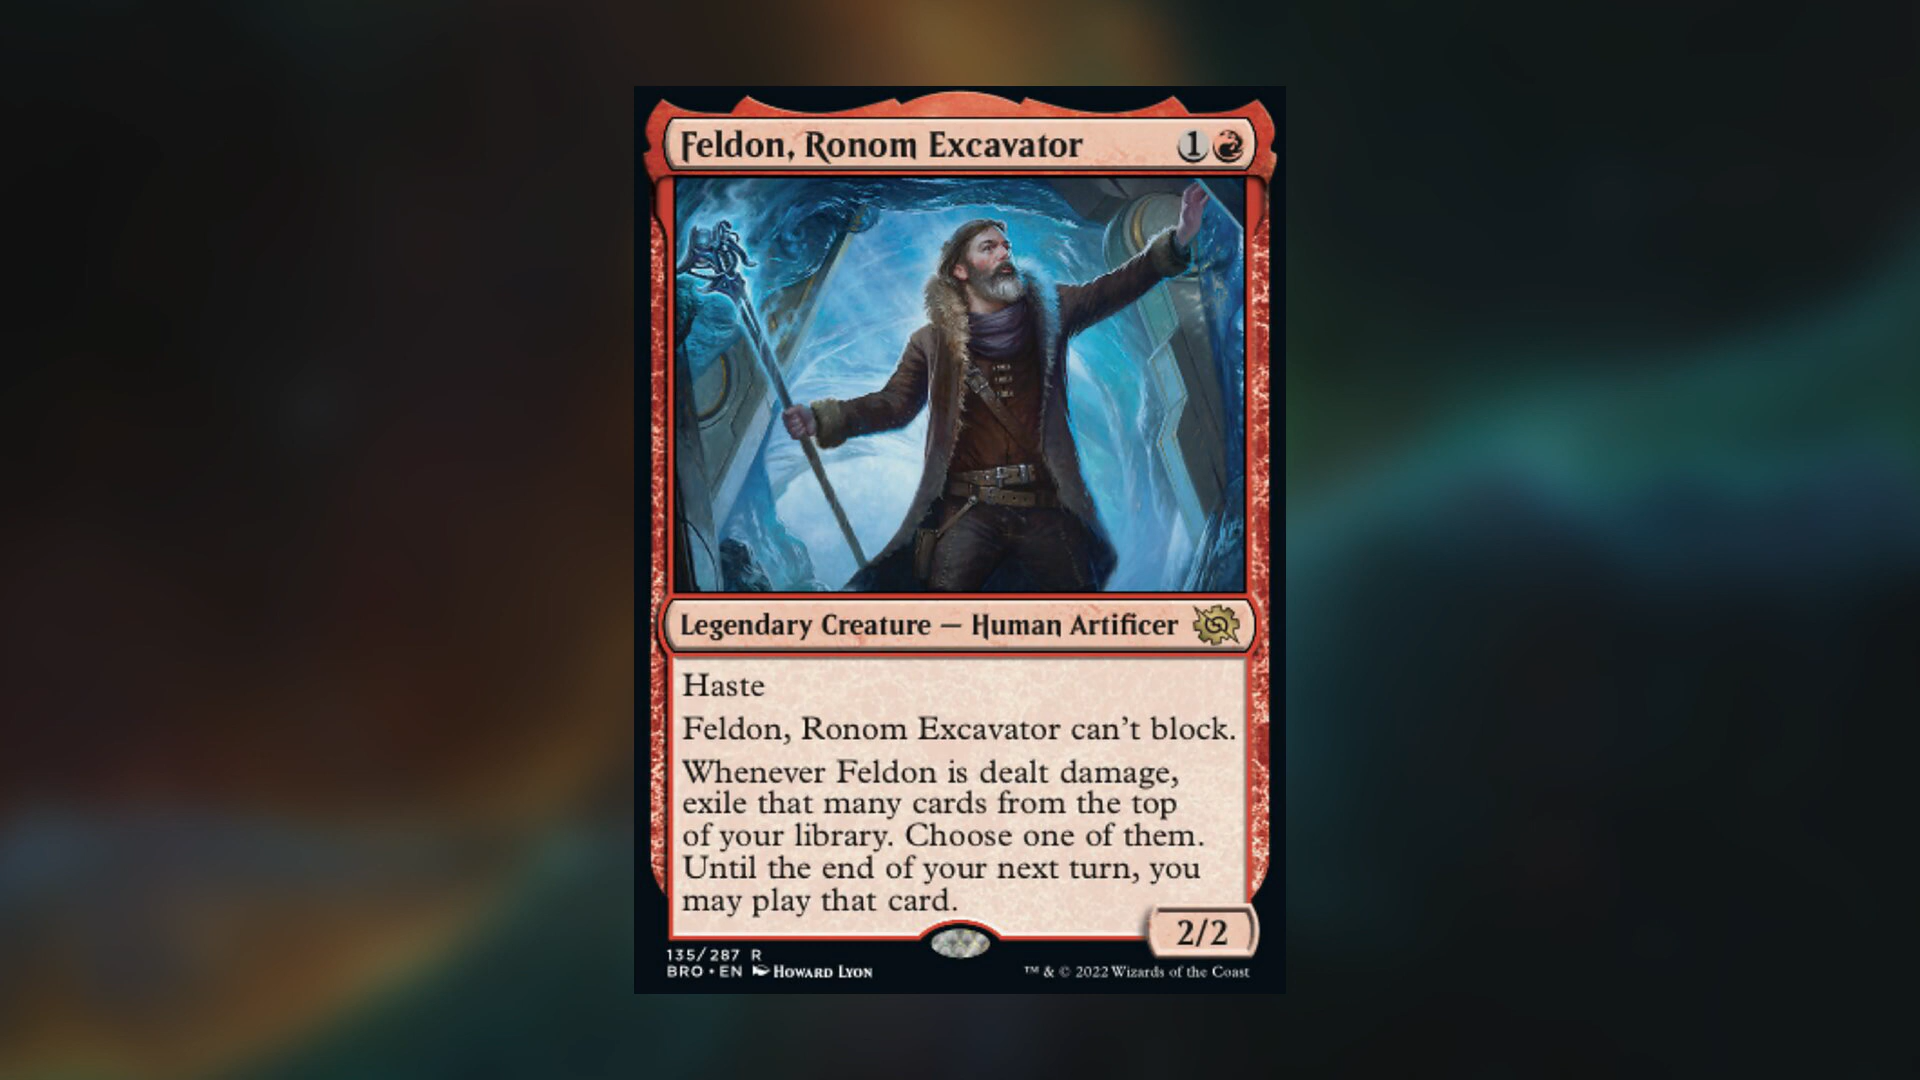 Feldon, Ronom Excavator 1
Legendary Creature — Human Artificer
Haste
Feldon, Ronom Excavator can't block.
Whenever Feldon is dealt damage,
exile that many cards from the top
of your library. Choose one of them.
Until the end of your next turn, you
may play that card.
2/2
135/287 R
BRO • EN Howard Lyon
™ & © 2022 Wizards of the Coast